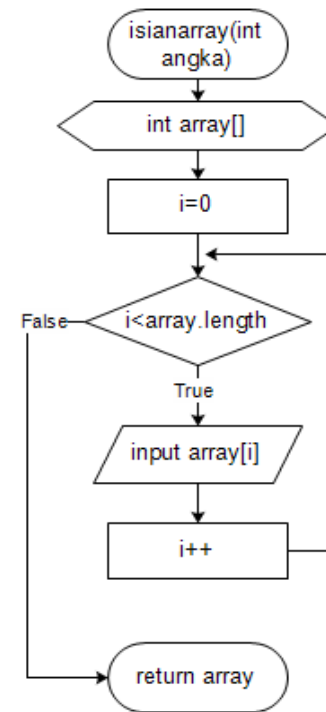 isianarray(int
angka)
int array[]
i=0
i<array.length
False
True
input array[i]
i++
return array